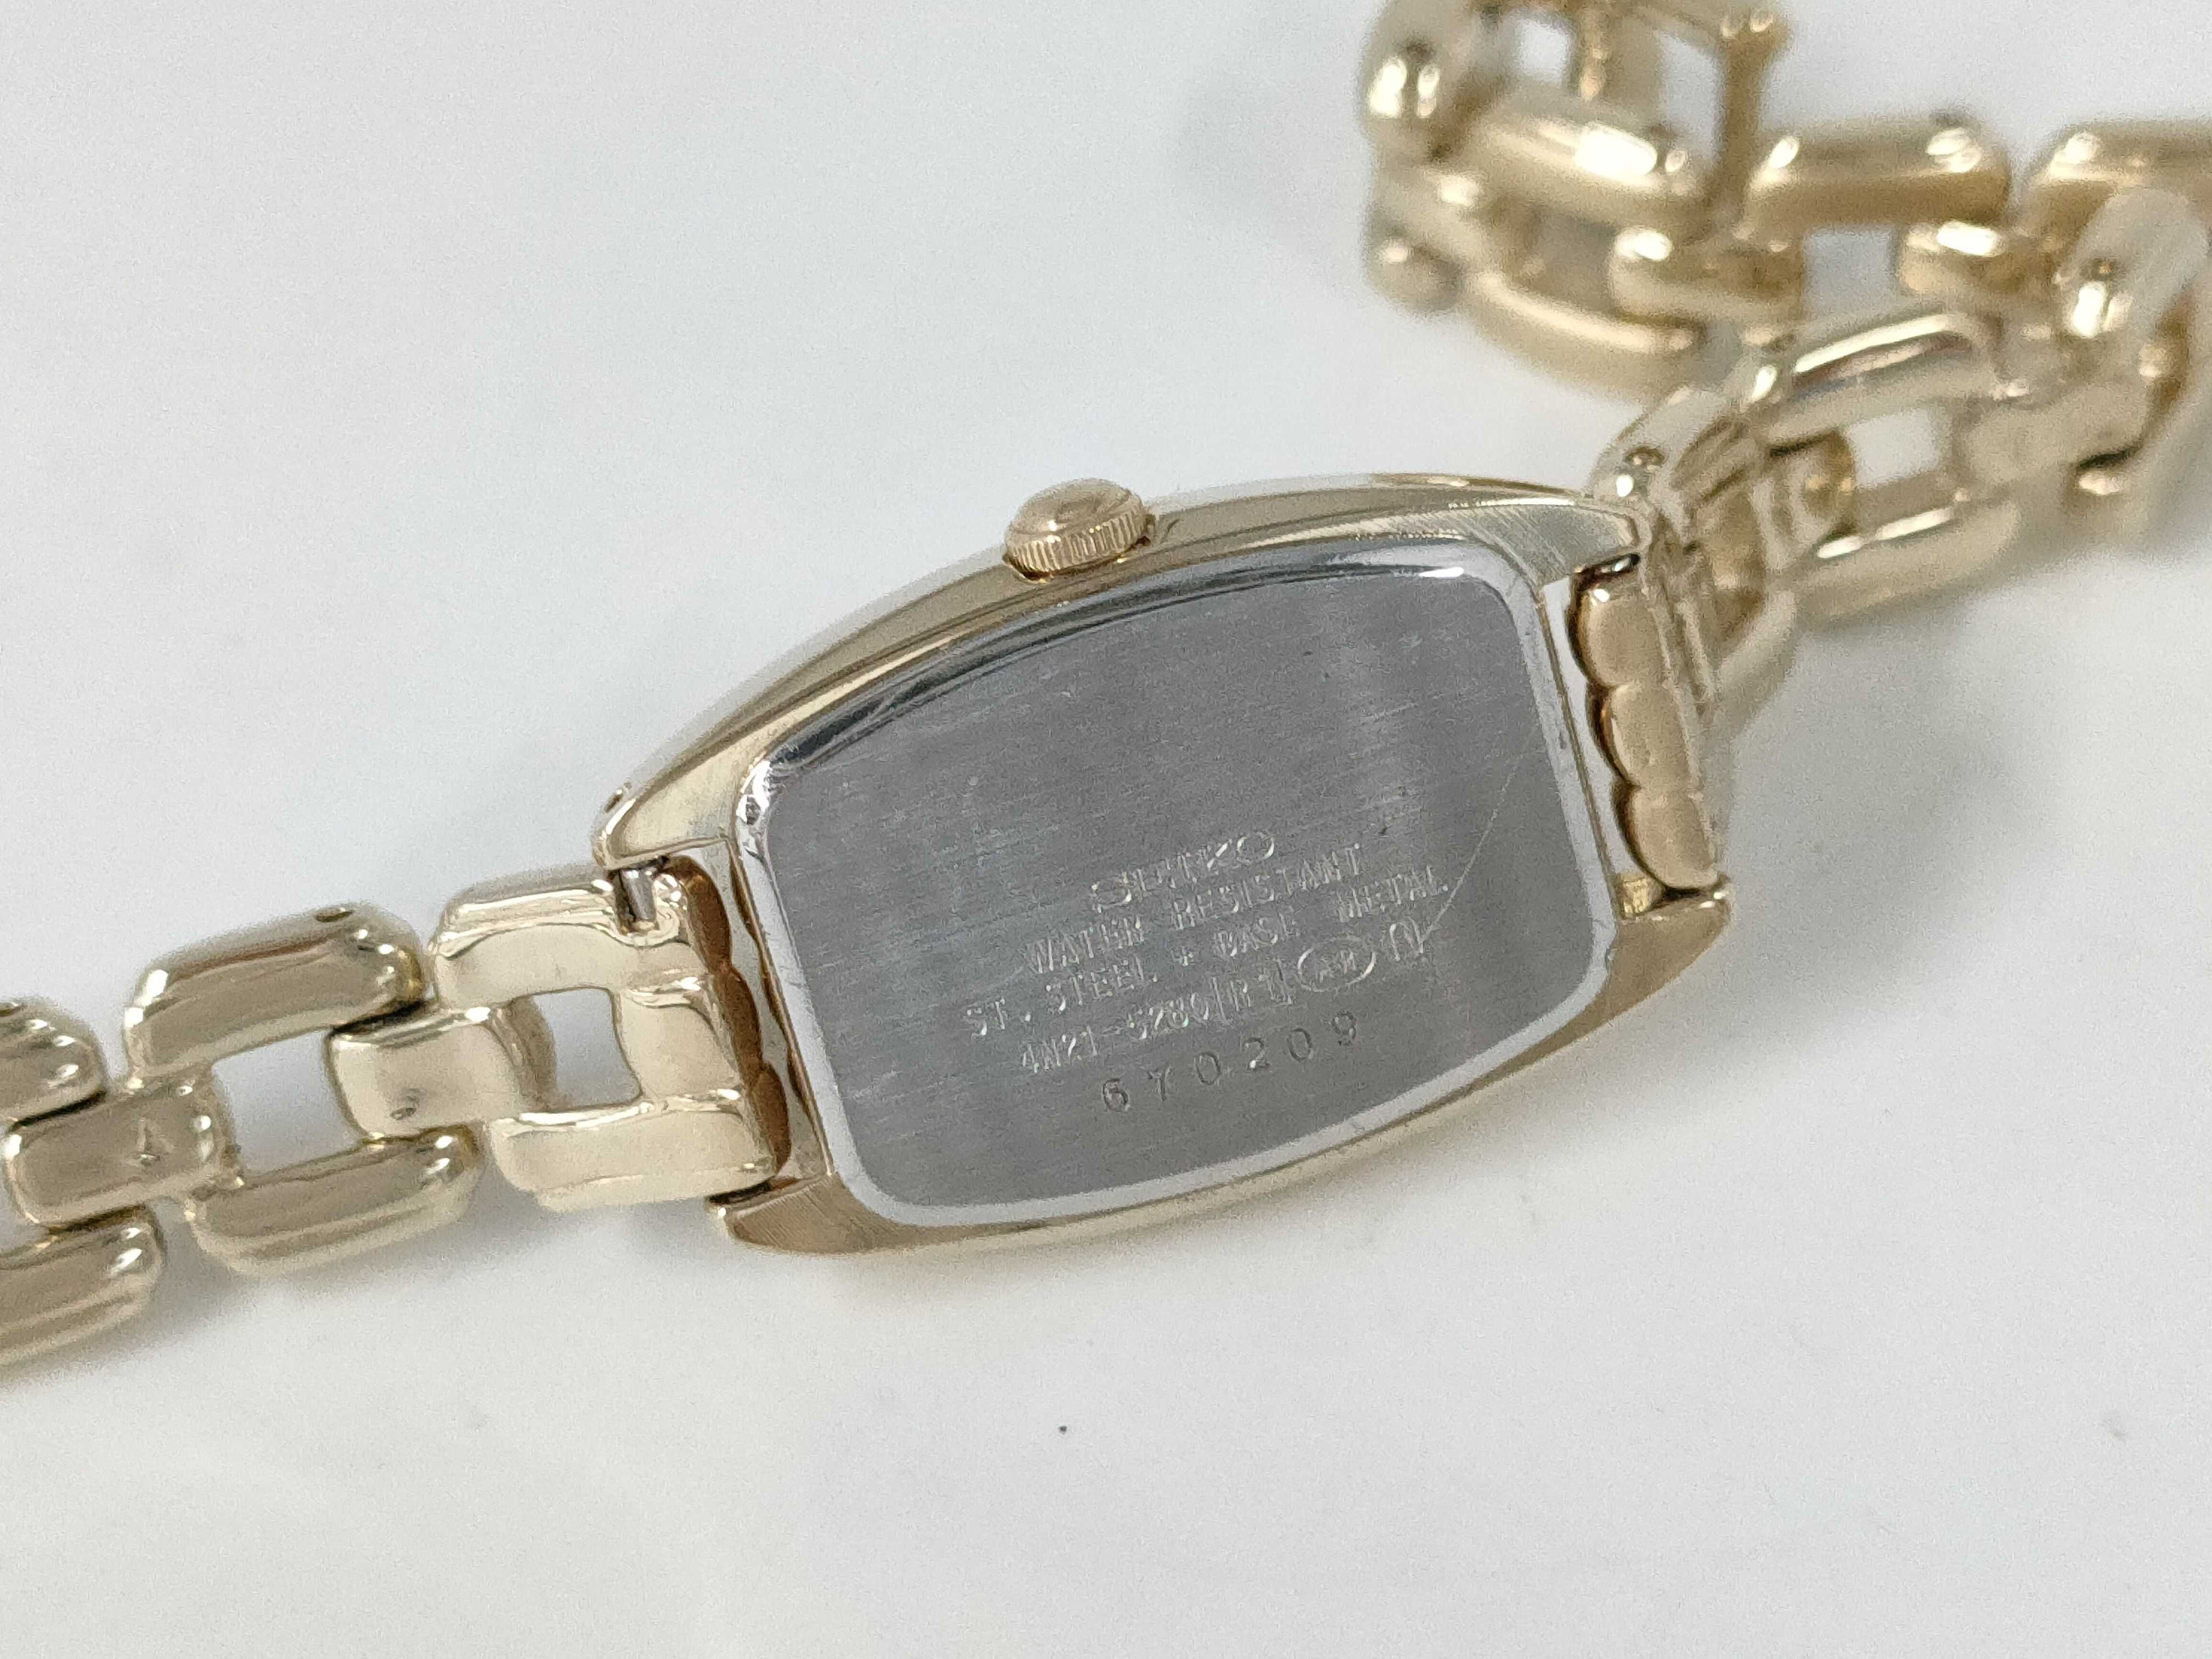 SEIKO
WATER RESISTANT
ST.STEEL + BASE METAL
4N21-5280
670209